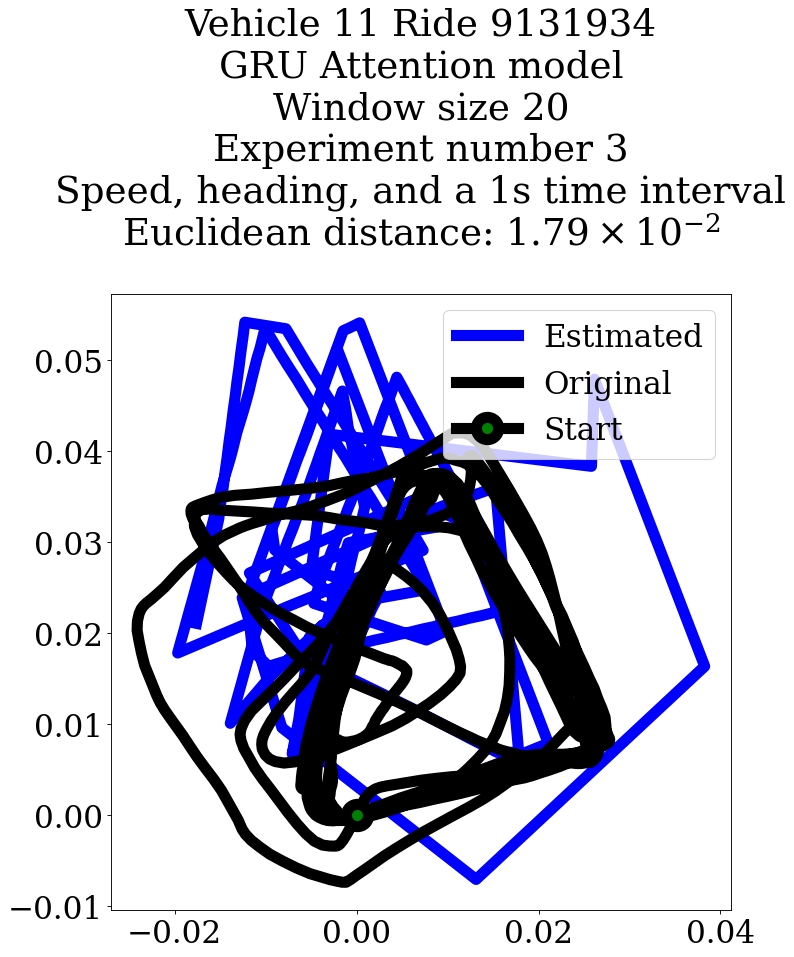 Vehicle 11 Ride 9131934
GRU Attention model
Window size 20
Experiment number 3
Speed, heading, and a 1s time interval
Euclidean distance: 1.79 × 10⁻²
Estimated
Original
Start
0.05
0.04
0.03
0.02
0.01
0.00
−0.01
−0.02
0.00
0.02
0.04